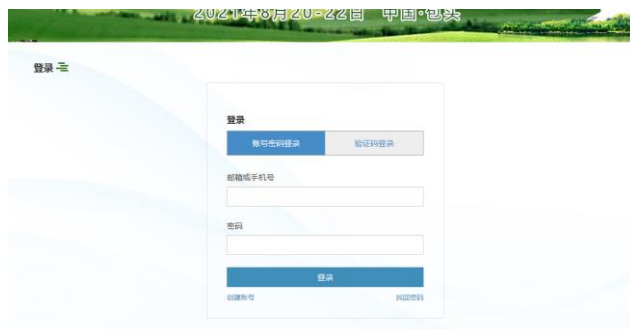 2021年8月20-22日 中国•包头
登录
登录
账号密码登录 验证码登录
邮箱或手机号
密码
登录
创建账号 找回密码